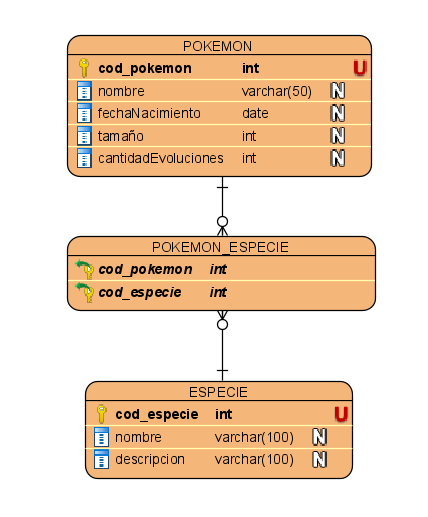 POKEMON
cod_pokemon int U
nombre varchar(50) N
fechaNacimiento date N
tamaño int N
cantidadEvoluciones int N
POKEMON_ESPECIE
cod_pokemon int
cod_especie int
ESPECIE
cod_especie int U
nombre varchar(100) N
descripcion varchar(100) N